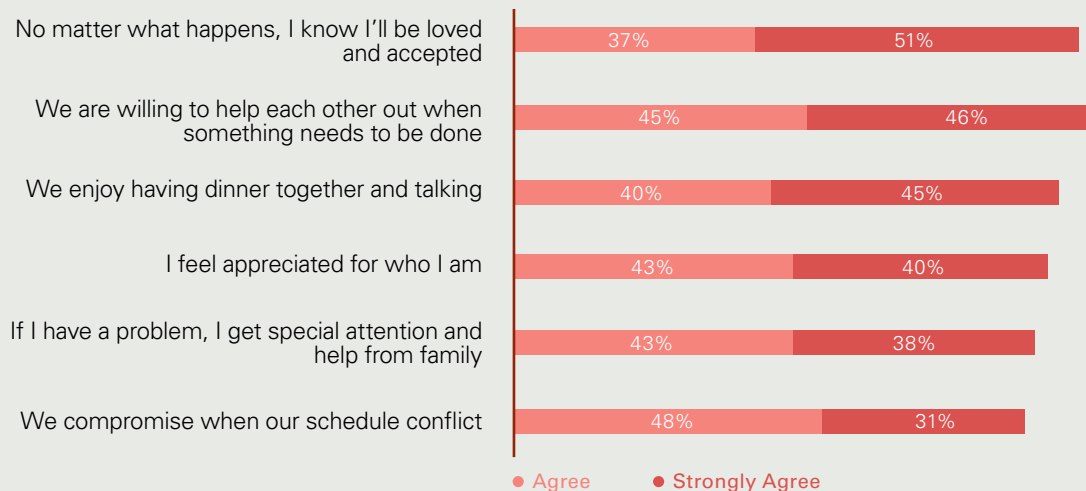 No matter what happens, I know I'll be loved
and accepted
37% 51%
We are willing to help each other out when
something needs to be done
45% 46%
We enjoy having dinner together and talking
40% 45%
I feel appreciated for who I am
43% 40%
If I have a problem, I get special attention and
help from family
43% 38%
We compromise when our schedule conflict
48% 31%
Agree Strongly Agree